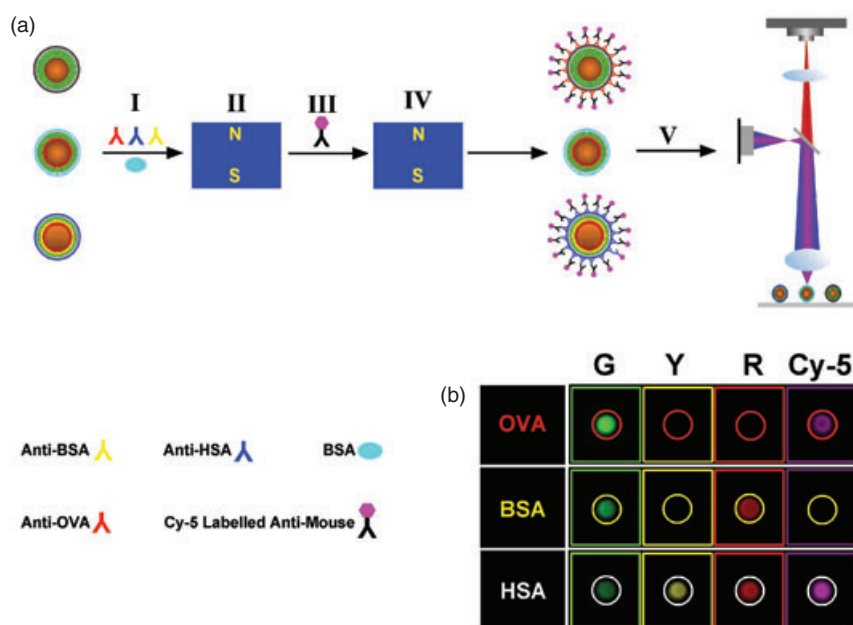 (a)
I II III IV V
N N
S S
(b)
G Y R Cy-5
OVA
BSA
HSA
Anti-BSA Anti-HSA BSA
Anti-OVA Cy-5 Labelled Anti-Mouse